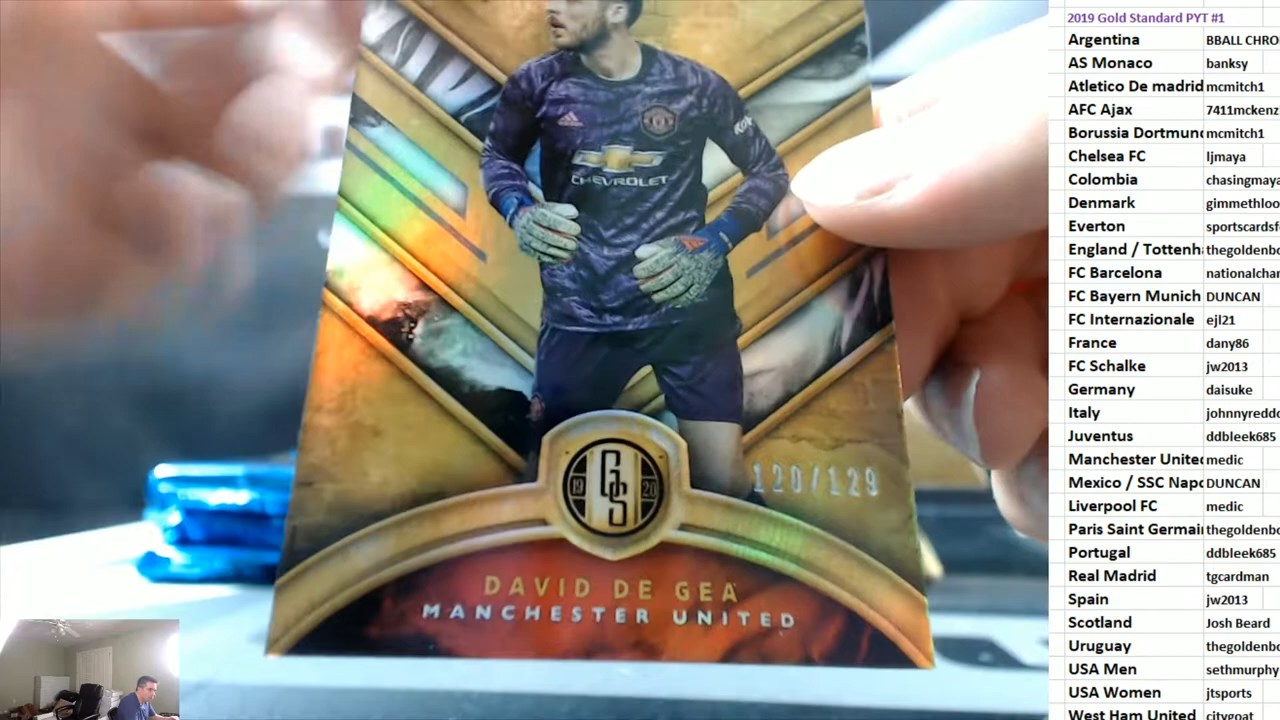 CHEVROLET
120/129
19 GS 20
DAVID DE GEA
MANCHESTER UNITED
2019 Gold Standard PYT #1
Argentina BBALL CHRO
AS Monaco banksy
Atletico De madrid mcmitch1
AFC Ajax 7411mckenz
Borussia Dortmund mcmitch1
Chelsea FC ljmaya
Colombia chasingmaya
Denmark gimmethloo
Everton sportscardsf
England / Tottenha thegoldenbo
FC Barcelona nationalchar
FC Bayern Munich DUNCAN
FC Internazionale ejl21
France dany86
FC Schalke jw2013
Germany daisuke
Italy johnnyreddo
Juventus ddbleek685
Manchester United medic
Mexico / SSC Napo DUNCAN
Liverpool FC medic
Paris Saint Germain thegoldenbo
Portugal ddbleek685
Real Madrid tgcardman
Spain jw2013
Scotland Josh Beard
Uruguay thegoldenbo
USA Men sethmurphy
USA Women jtsports
West Ham United citygoat